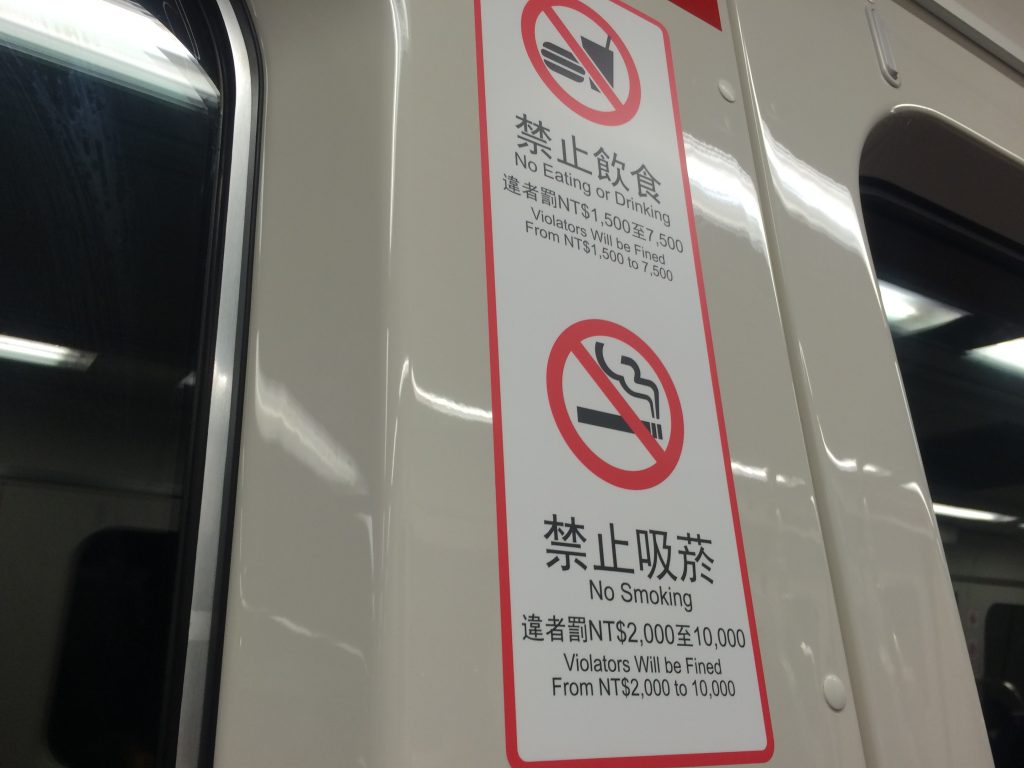 禁止飲食
No Eating or Drinking
違者罰NT$1,500至7,500
Violators Will be Fined
From NT$1,500 to 7,500
禁止吸菸
No Smoking
違者罰NT$2,000至10,000
Violators Will be Fined
From NT$2,000 to 10,000